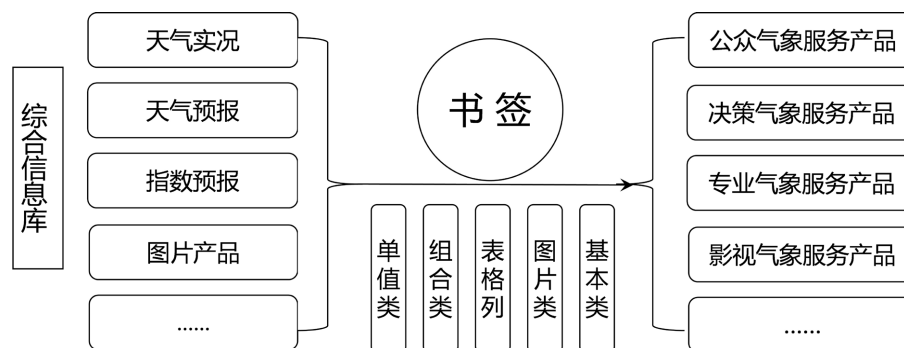 综合信息库
天气实况
天气预报
指数预报
图片产品
......
书签
单值类
组合类
表格列
图片类
基本类
公众气象服务产品
决策气象服务产品
专业气象服务产品
影视气象服务产品
......